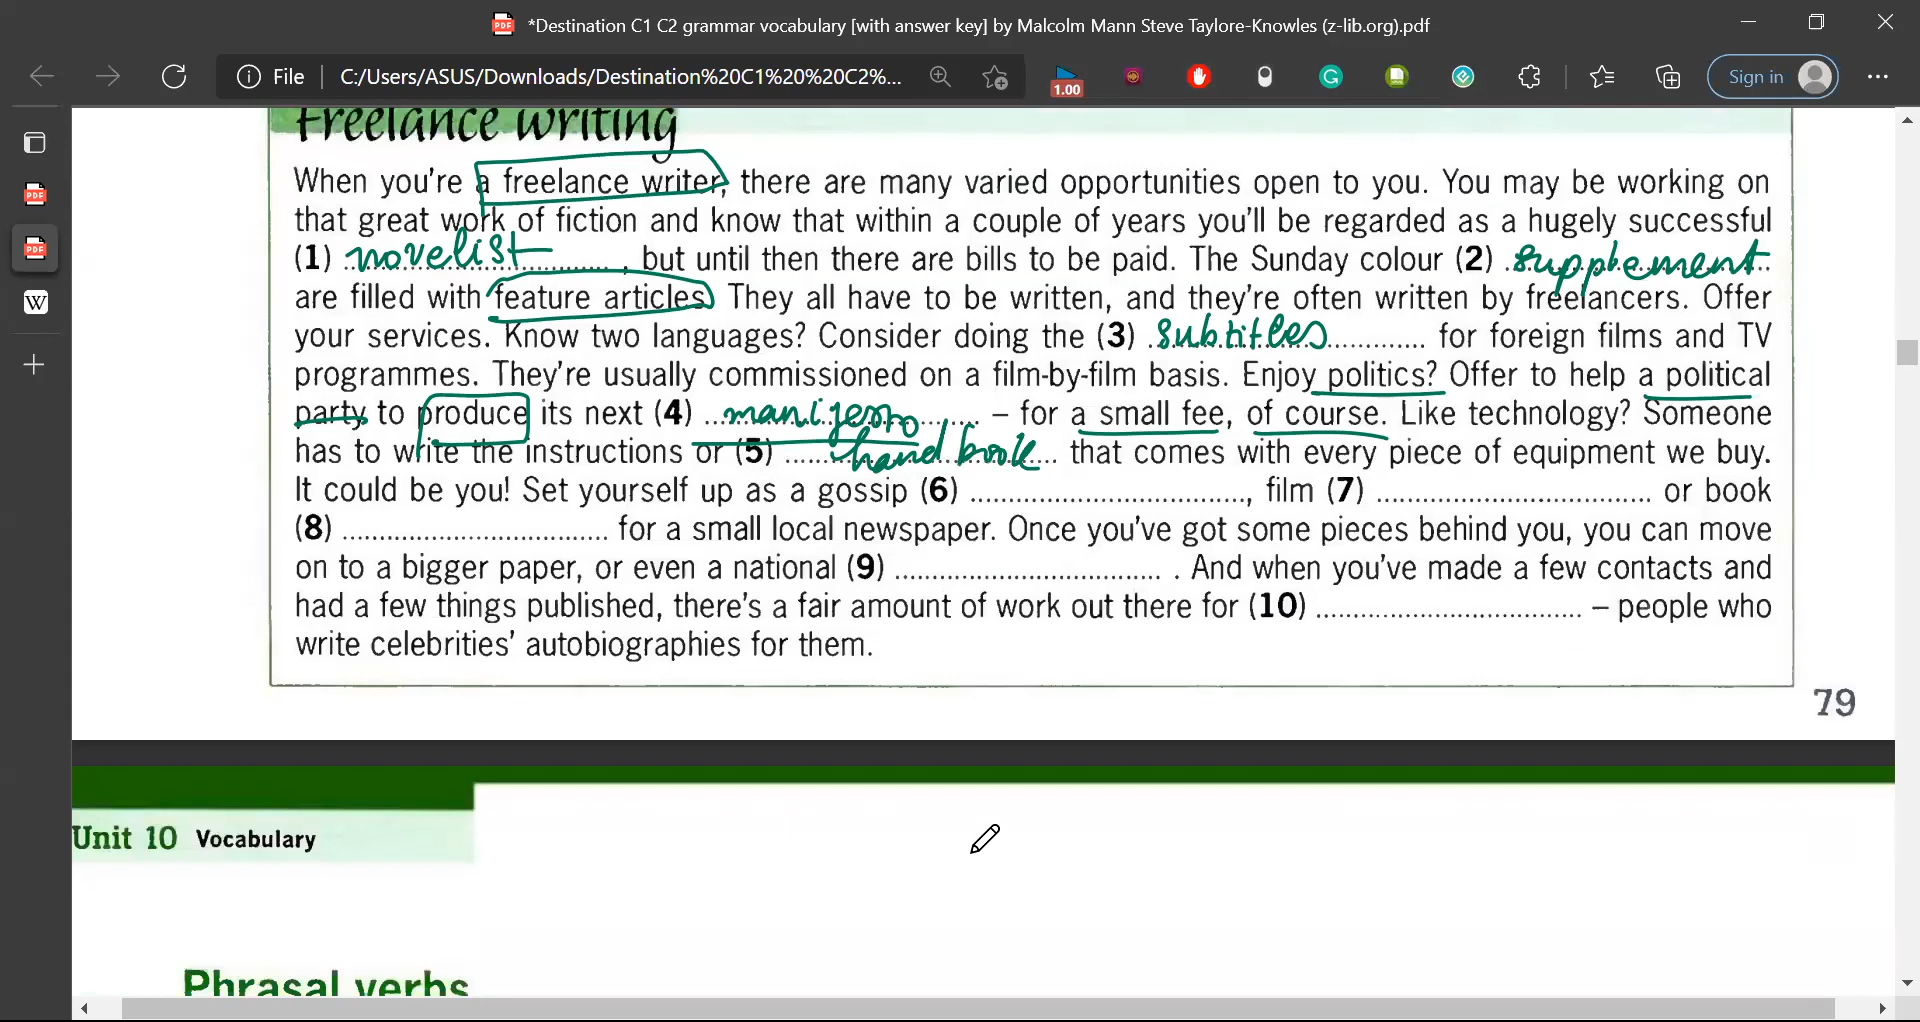 *Destination C1 C2 grammar vocabulary [with answer key] by Malcolm Mann Steve Taylore-Knowles (z-lib.org).pdf
File C:/Users/ASUS/Downloads/Destination%20C1%20%20C2%... 1.00 Sign in
Freelance writing
When you're a freelance writer, there are many varied opportunities open to you. You may be working on
that great work of fiction and know that within a couple of years you'll be regarded as a hugely successful
(1) novelist, but until then there are bills to be paid. The Sunday colour (2) supplement
are filled with feature articles. They all have to be written, and they're often written by freelancers. Offer
your services. Know two languages? Consider doing the (3) subtitles for foreign films and TV
programmes. They're usually commissioned on a film-by-film basis. Enjoy politics? Offer to help a political
party to produce its next (4) manifesto – for a small fee, of course. Like technology? Someone
has to write the instructions or (5) handbook that comes with every piece of equipment we buy.
It could be you! Set yourself up as a gossip (6) ...................................., film (7) .................................... or book
(8) .................................... for a small local newspaper. Once you've got some pieces behind you, you can move
on to a bigger paper, or even a national (9) .................................... . And when you've made a few contacts and
had a few things published, there's a fair amount of work out there for (10) .................................... – people who
write celebrities' autobiographies for them.
79
Unit 10 Vocabulary
Phrasal verbs